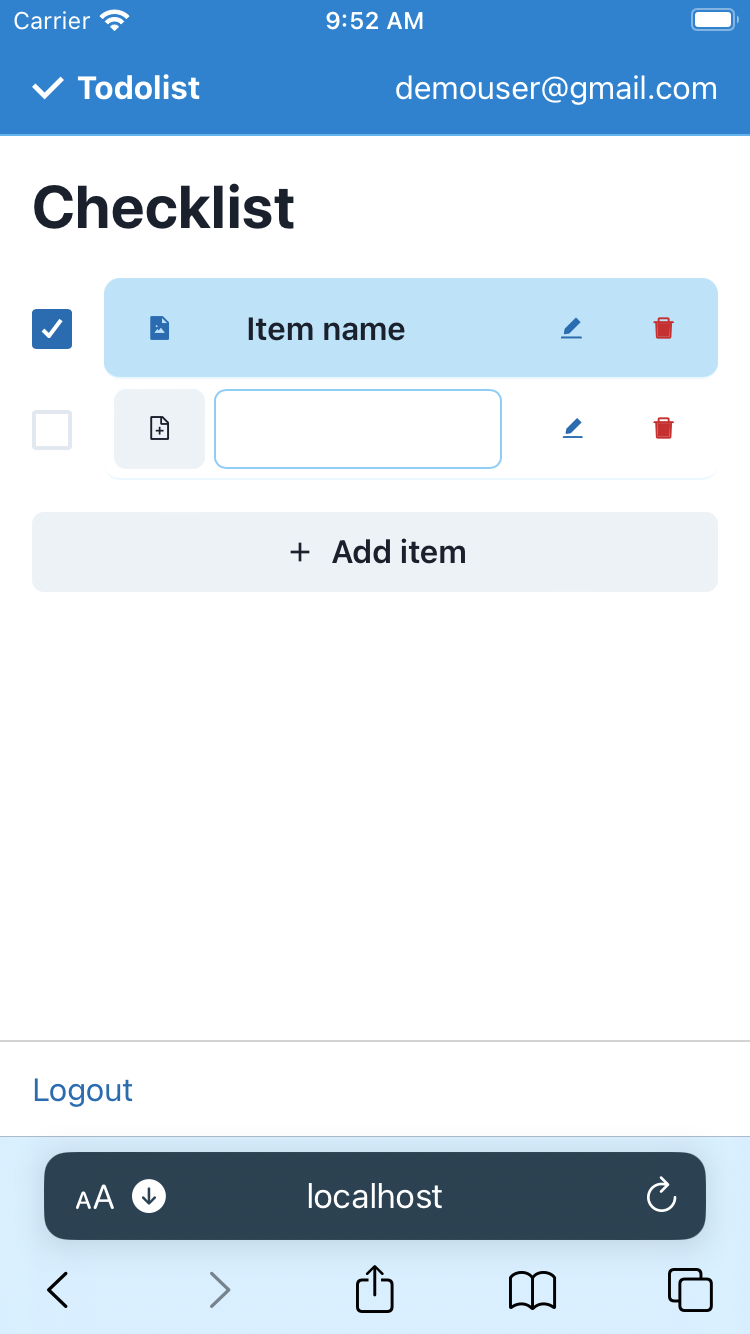 Carrier 9:52 AM
Todolist demouser@gmail.com
Checklist
Item name
+ Add item
Logout
AA localhost